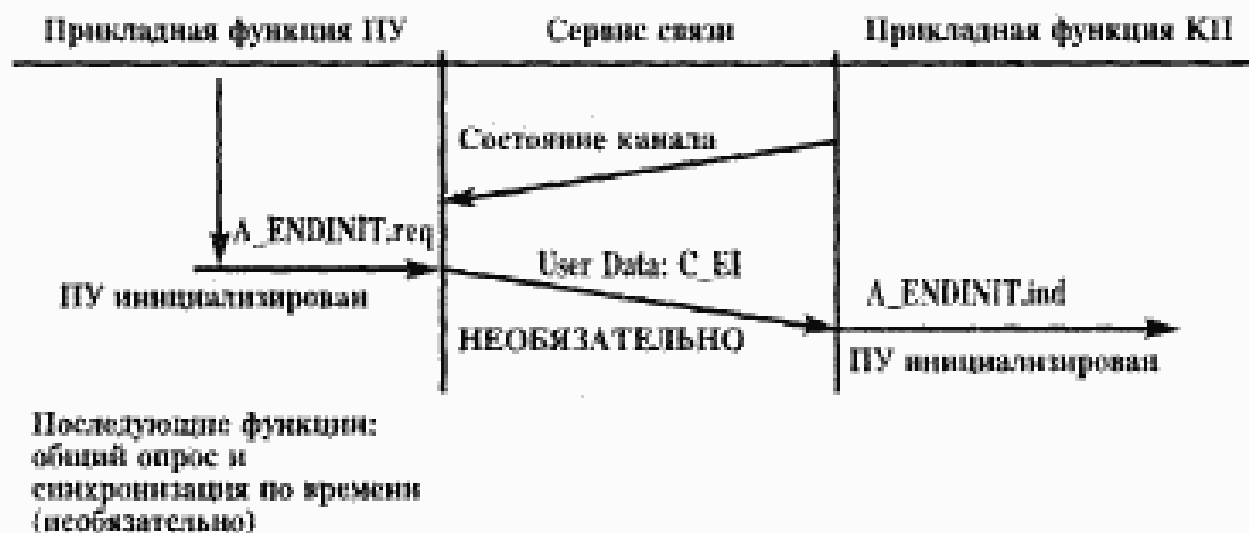 Прикладная функция ПУ
Сервис связи
Прикладная функция КП
Состояние канала
A_ENDINIT.req
User Data: C_EI
ПУ инициализирован
A_ENDINIT.ind
НЕОБЯЗАТЕЛЬНО
ПУ инициализирован
Последующие функции:
общий опрос и
синхронизация по времени
(необязательно)